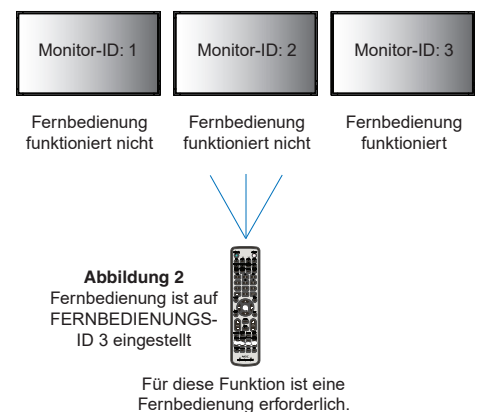 Monitor-ID: 1
Monitor-ID: 2
Monitor-ID: 3
Fernbedienung
funktioniert nicht
Fernbedienung
funktioniert nicht
Fernbedienung
funktioniert
Abbildung 2
Fernbedienung ist auf
FERNBEDIENUNGS-
ID 3 eingestellt
Für diese Funktion ist eine
Fernbedienung erforderlich.